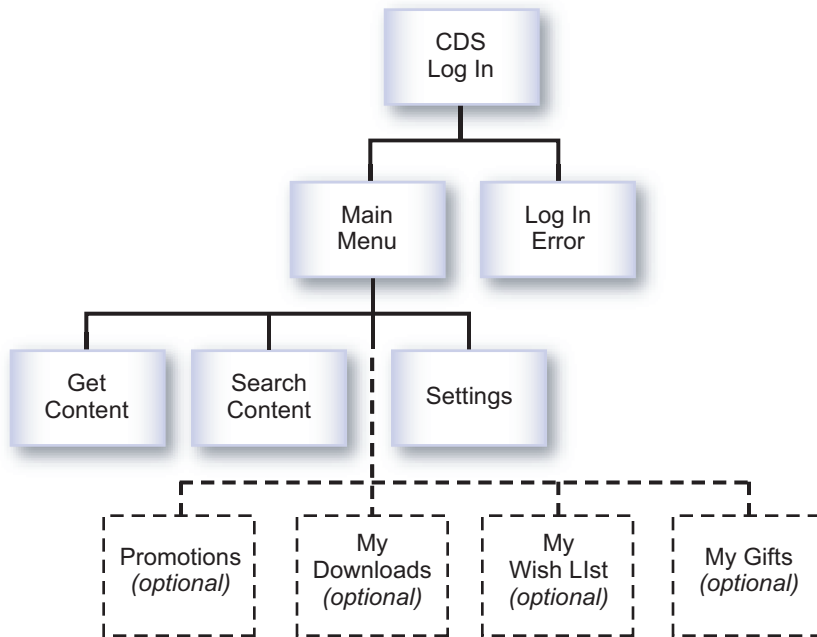 CDS
Log In
Main
Menu
Log In
Error
Get
Content
Search
Content
Settings
Promotions
(optional)
My
Downloads
(optional)
My
Wish LIst
(optional)
My Gifts
(optional)